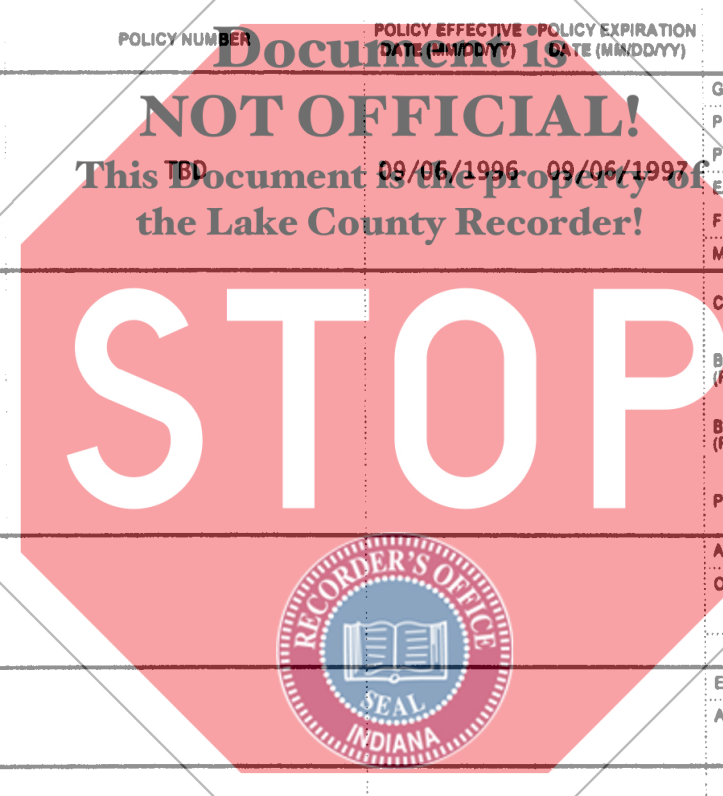 POLICY NUMBER
POLICY EFFECTIVE DATE (MM/DD/YY)
POLICY EXPIRATION DATE (MM/DD/YY)
Document is
NOT OFFICIAL!
TBD 09/06/1996 09/06/1997
This Document is the property of
the Lake County Recorder!
STOP
RECORDER'S OFFICE
SEAL
INDIANA